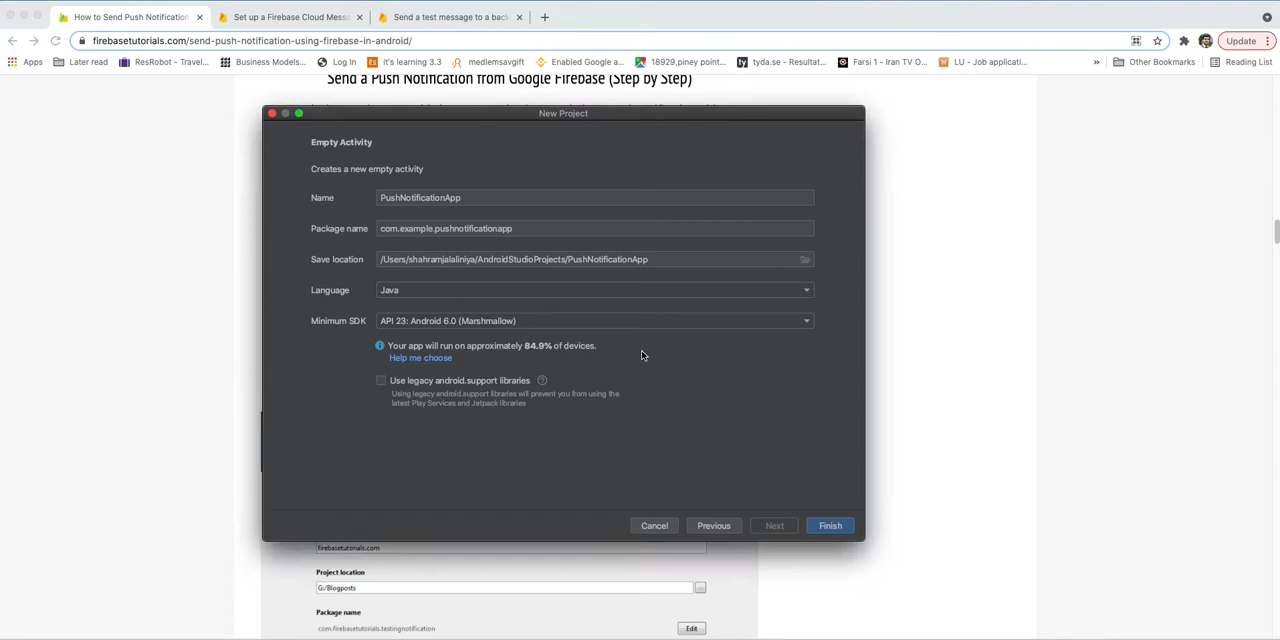 How to Send Push Notification
Set up a Firebase Cloud Mess
Send a test message to a back
firebasetutorials.com/send-push-notification-using-firebase-in-android/
Update
Apps
Later read
ResRobot - Travel...
Business Models...
Log In
it's learning 3.3
medlemsavgift
Enabled Google a...
18929,piney point...
tyda.se - Resultat...
Farsi 1 - Iran TV O...
LU - Job applicati...
»
Other Bookmarks
Reading List
Send a Push Notification from Google Firebase (Step by Step)
New Project
Empty Activity
Creates a new empty activity
Name
PushNotificationApp
Package name
com.example.pushnotificationapp
Save location
/Users/shahramjalaliniya/AndroidStudioProjects/PushNotificationApp
Language
Java
Minimum SDK
API 23: Android 6.0 (Marshmallow)
Your app will run on approximately 84.9% of devices.
Help me choose
Use legacy android.support libraries
Using legacy android.support libraries will prevent you from using the
latest Play Services and Jetpack libraries
Cancel
Previous
Next
Finish
firebasetutorials.com
Project location
G:/Blogposts
...
Package name
com.firebasetutorials.testingnotification
Edit